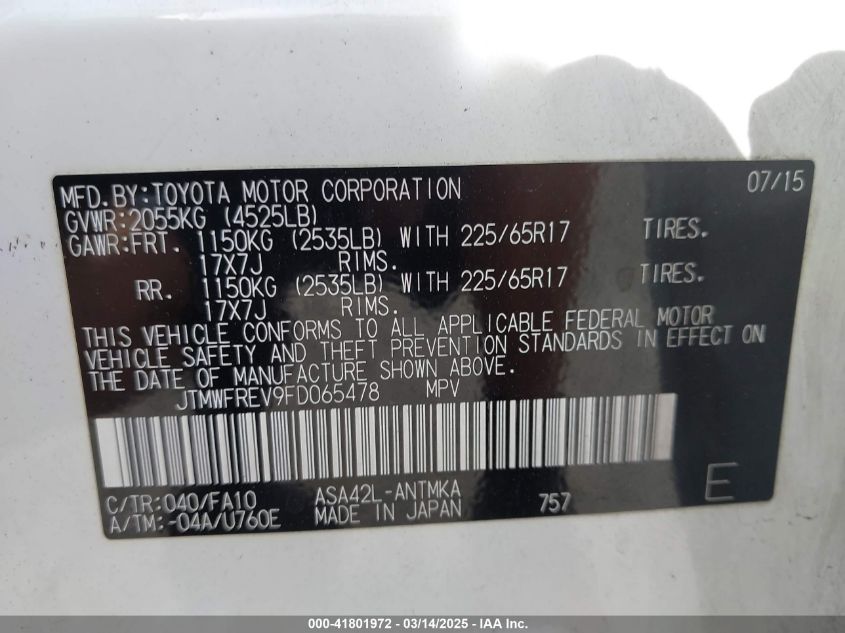 MFD.BY:TOYOTA MOTOR CORPORATION 07/15
GVWR:2055KG (4525LB)
GAWR:FRT. 1150KG (2535LB) WITH 225/65R17 TIRES.
17X7J RIMS.
RR. 1150KG (2535LB) WITH 225/65R17 TIRES.
17X7J RIMS.
THIS VEHICLE CONFORMS TO ALL APPLICABLE FEDERAL MOTOR
VEHICLE SAFETY AND THEFT PREVENTION STANDARDS IN EFFECT ON
THE DATE OF MANUFACTURE SHOWN ABOVE.
JTMWFREV9FD065478 MPV
C/TR:040/FA10 ASA42L-ANTMKA
A/TM:-04A/U760E MADE IN JAPAN 757 E
000-41801972 - 03/14/2025 - IAA Inc.